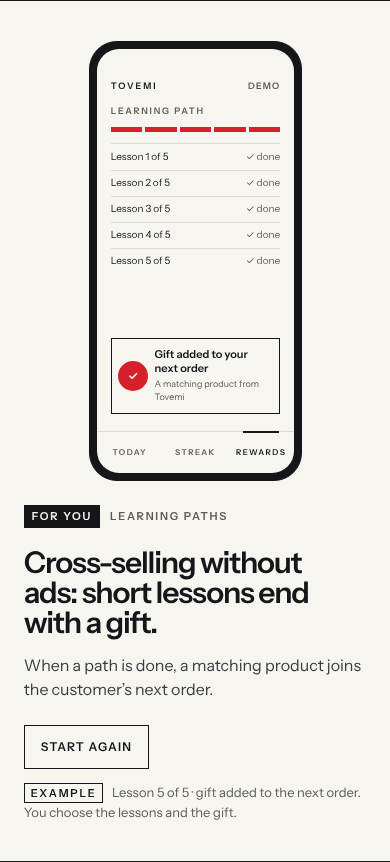 TOVEMI DEMO
LEARNING PATH
Lesson 1 of 5 ✓ done
Lesson 2 of 5 ✓ done
Lesson 3 of 5 ✓ done
Lesson 4 of 5 ✓ done
Lesson 5 of 5 ✓ done
Gift added to your
next order
A matching product from
Tovemi
TODAY STREAK REWARDS
FOR YOU LEARNING PATHS
Cross-selling without
ads: short lessons end
with a gift.
When a path is done, a matching product joins
the customer’s next order.
START AGAIN
EXAMPLE Lesson 5 of 5 · gift added to the next order.
You choose the lessons and the gift.